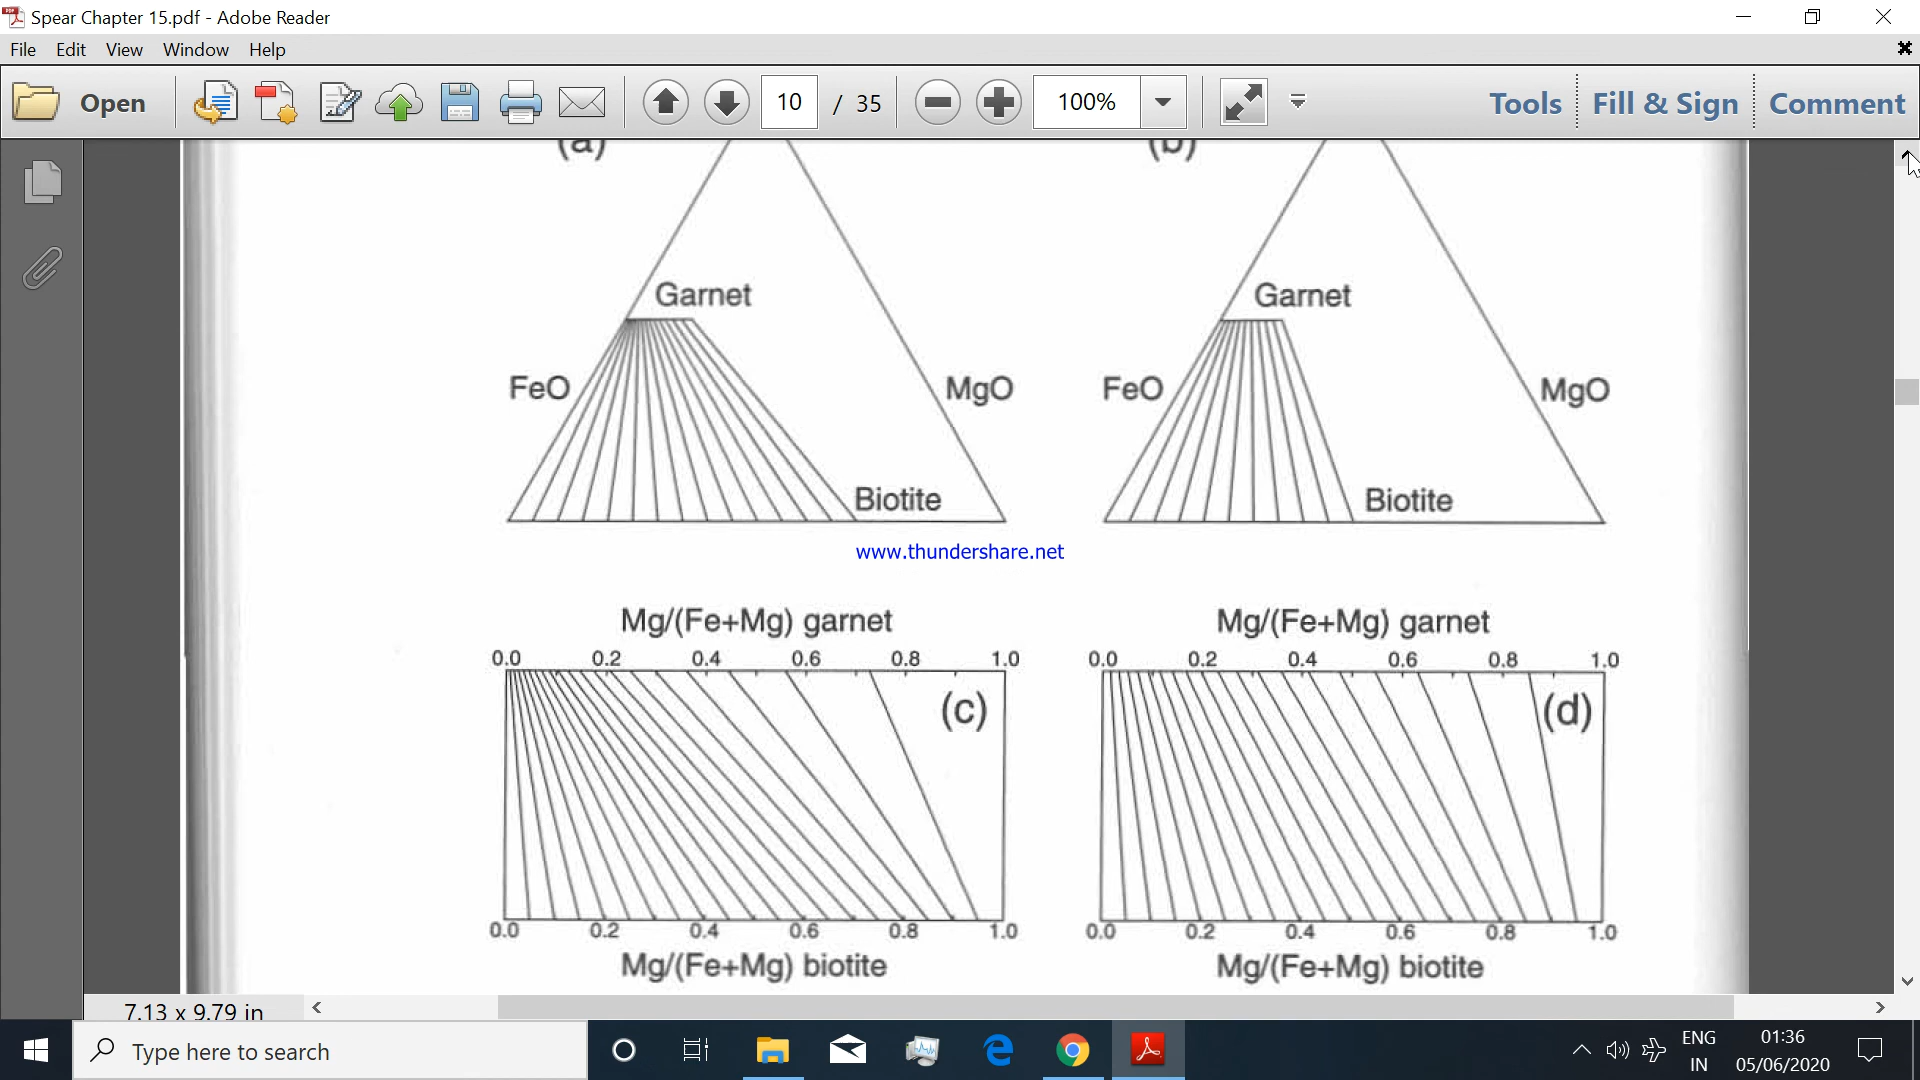 Spear Chapter 15.pdf - Adobe Reader
File Edit View Window Help
Open 10 / 35 100% Tools Fill & Sign Comment
(a) (b)
Garnet Garnet
FeO MgO FeO MgO
Biotite Biotite
www.thundershare.net
Mg/(Fe+Mg) garnet Mg/(Fe+Mg) garnet
0.0 0.2 0.4 0.6 0.8 1.0 0.0 0.2 0.4 0.6 0.8 1.0
(c) (d)
0.0 0.2 0.4 0.6 0.8 1.0 0.0 0.2 0.4 0.6 0.8 1.0
Mg/(Fe+Mg) biotite Mg/(Fe+Mg) biotite
7.13 x 9.79 in
Type here to search
ENG 01:36
IN 05/06/2020